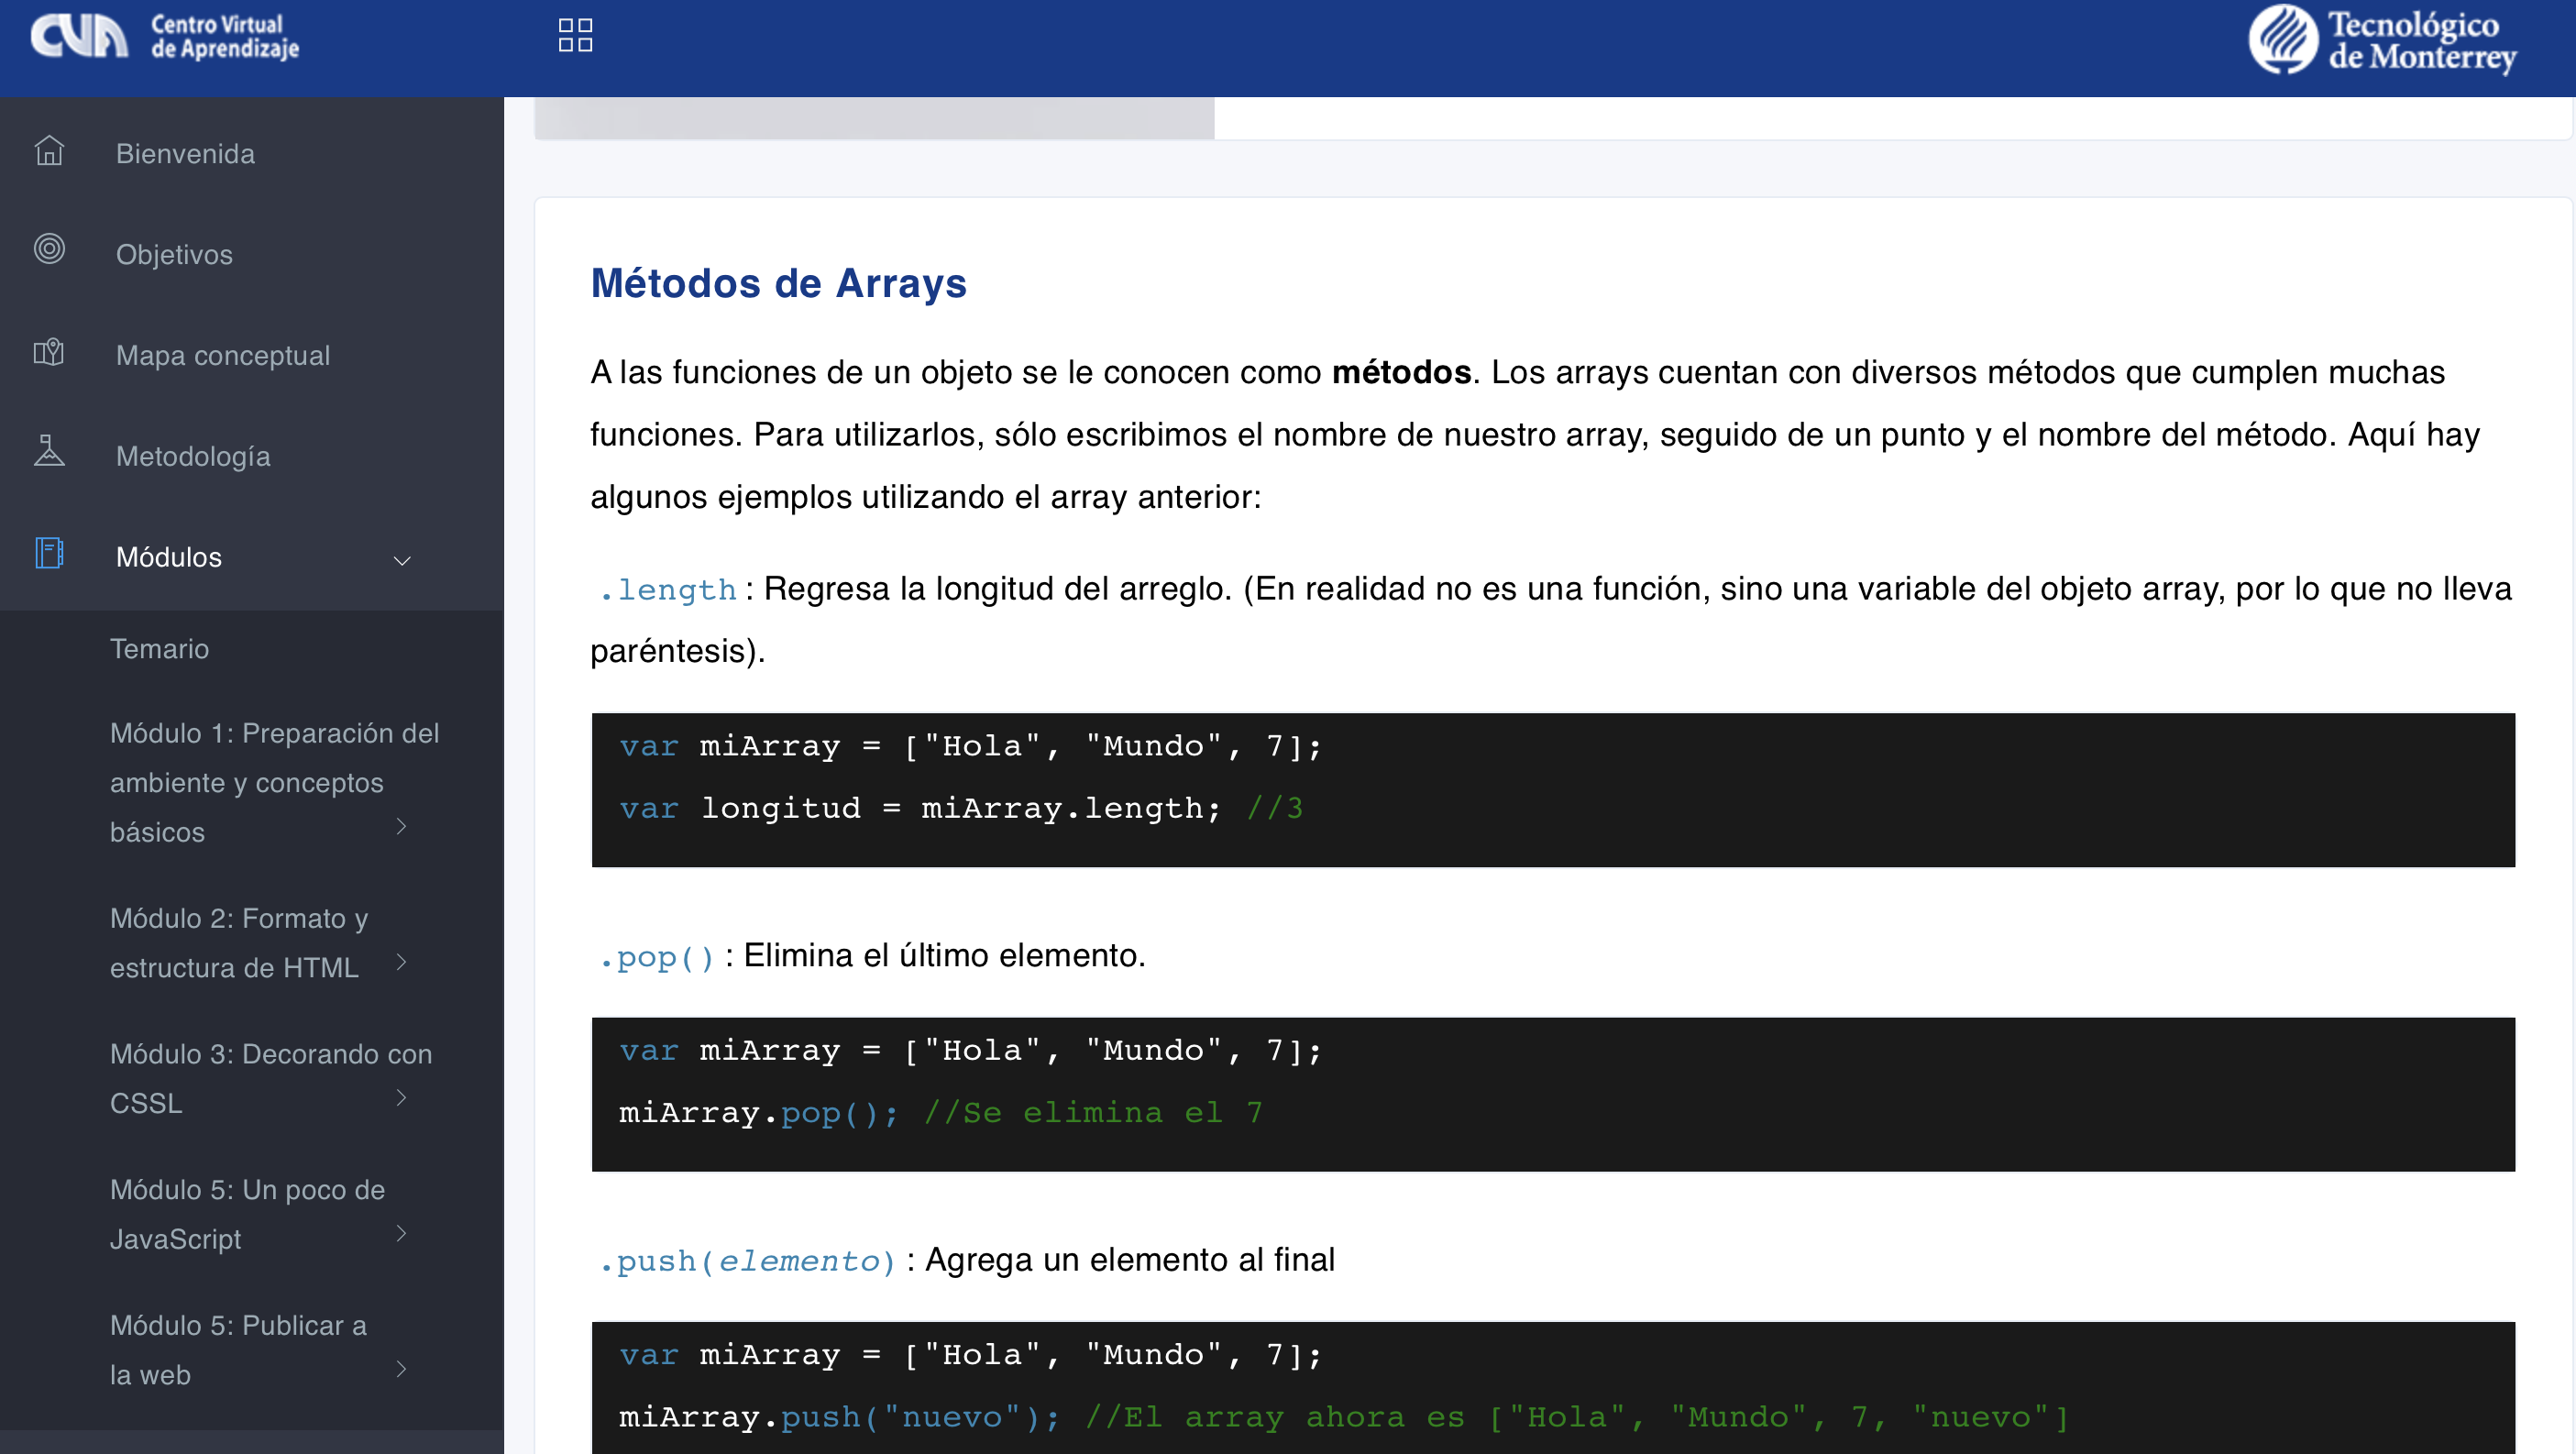 CVA Centro Virtual
de Aprendizaje
Tecnológico
de Monterrey
Bienvenida
Objetivos
Mapa conceptual
Metodología
Módulos
Temario
Módulo 1: Preparación del
ambiente y conceptos
básicos
Módulo 2: Formato y
estructura de HTML
Módulo 3: Decorando con
CSSL
Módulo 5: Un poco de
JavaScript
Módulo 5: Publicar a
la web
Métodos de Arrays
A las funciones de un objeto se le conocen como métodos. Los arrays cuentan con diversos métodos que cumplen muchas
funciones. Para utilizarlos, sólo escribimos el nombre de nuestro array, seguido de un punto y el nombre del método. Aquí hay
algunos ejemplos utilizando el array anterior:
.length : Regresa la longitud del arreglo. (En realidad no es una función, sino una variable del objeto array, por lo que no lleva
paréntesis).
var miArray = ["Hola", "Mundo", 7];
var longitud = miArray.length; //3
.pop() : Elimina el último elemento.
var miArray = ["Hola", "Mundo", 7];
miArray.pop(); //Se elimina el 7
.push(elemento) : Agrega un elemento al final
var miArray = ["Hola", "Mundo", 7];
miArray.push("nuevo"); //El array ahora es ["Hola", "Mundo", 7, "nuevo"]